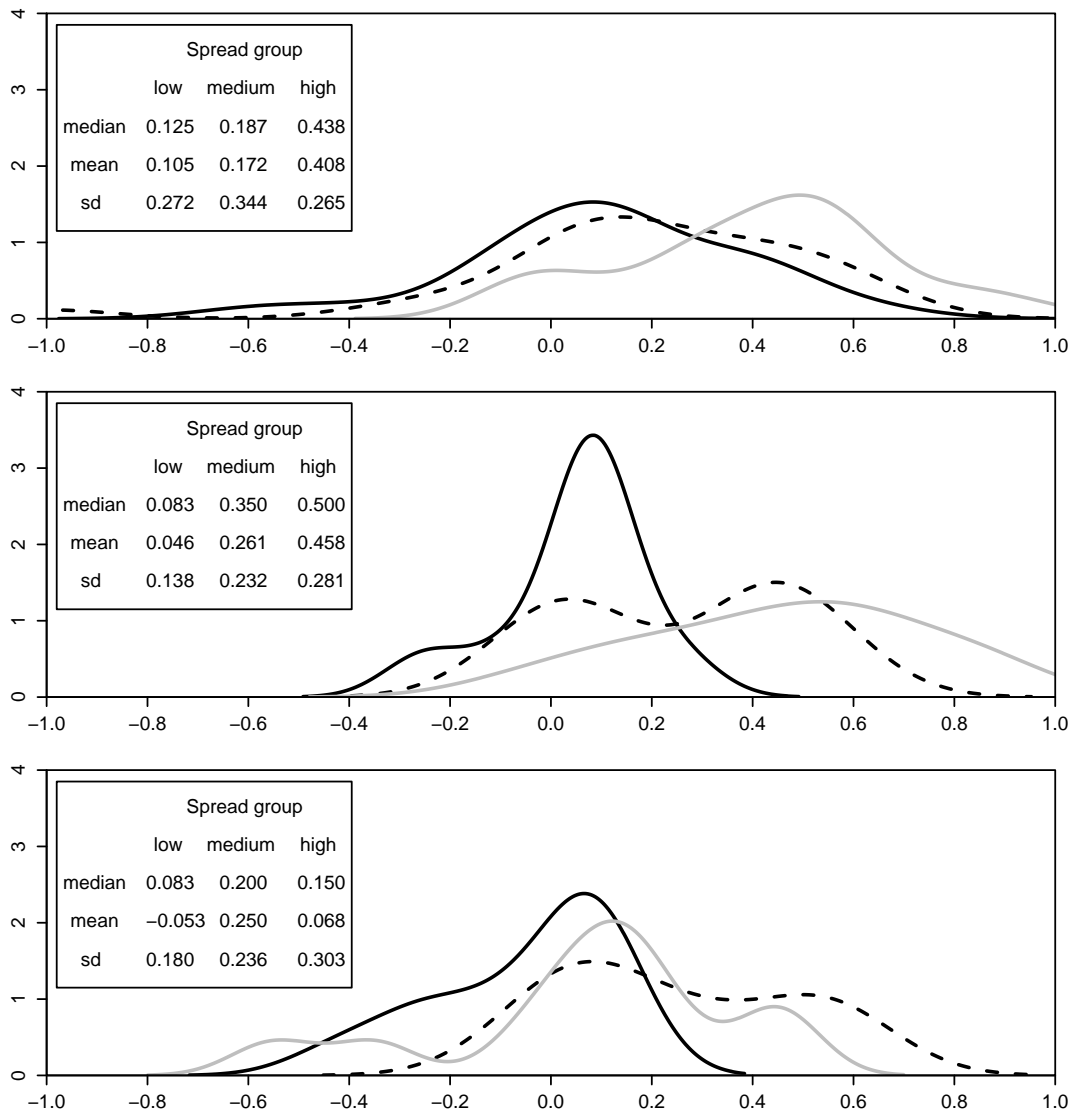 4
3
2
1
0
Spread group
low medium high
median 0.125 0.187 0.438
mean 0.105 0.172 0.408
sd 0.272 0.344 0.265
−1.0 −0.8 −0.6 −0.4 −0.2 0.0 0.2 0.4 0.6 0.8 1.0
4
3
2
1
0
Spread group
low medium high
median 0.083 0.350 0.500
mean 0.046 0.261 0.458
sd 0.138 0.232 0.281
−1.0 −0.8 −0.6 −0.4 −0.2 0.0 0.2 0.4 0.6 0.8 1.0
4
3
2
1
0
Spread group
low medium high
median 0.083 0.200 0.150
mean −0.053 0.250 0.068
sd 0.180 0.236 0.303
−1.0 −0.8 −0.6 −0.4 −0.2 0.0 0.2 0.4 0.6 0.8 1.0